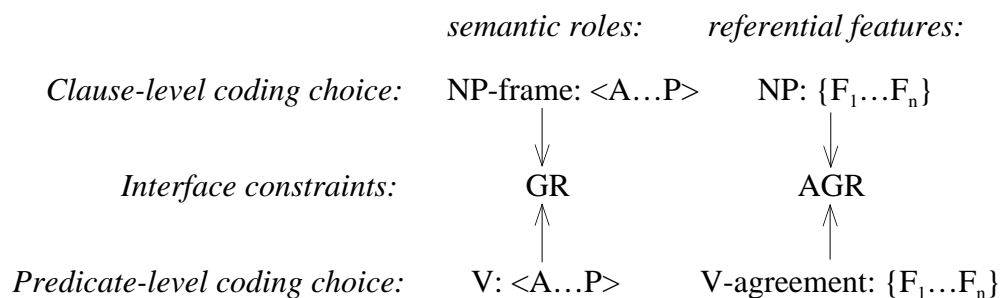 semantic roles: referential features:
Clause-level coding choice: NP-frame: <A…P> NP: {F₁…Fₙ}
Interface constraints: GR AGR
Predicate-level coding choice: V: <A…P> V-agreement: {F₁…Fₙ}